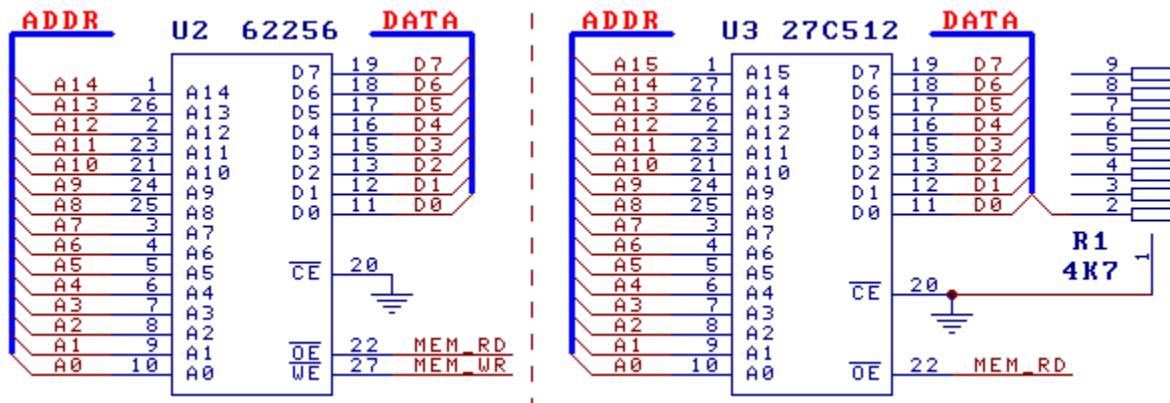 ADDR U2 62256 DATA
D7 19 D7
A14 1 A14 D6 18 D6
A13 26 A13 D5 17 D5
A12 2 A12 D4 16 D4
A11 23 A11 D3 15 D3
A10 21 A10 D2 13 D2
A9 24 A9 D1 12 D1
A8 25 A8 D0 11 D0
A7 3 A7
A6 4 A6
A5 5 A5 CE 20
A4 6 A4
A3 7 A3
A2 8 A2
A1 9 A1 OE 22 MEM_RD
A0 10 A0 WE 27 MEM_WR
ADDR U3 27C512 DATA
A15 1 A15 D7 19 D7 9
A14 27 A14 D6 18 D6 8
A13 26 A13 D5 17 D5 7
A12 2 A12 D4 16 D4 6
A11 23 A11 D3 15 D3 5
A10 21 A10 D2 13 D2 4
A9 24 A9 D1 12 D1 3
A8 25 A8 D0 11 D0 2
A7 3 A7
A6 4 A6 R1
A5 5 A5 4K7 1
A4 6 A4 CE 20
A3 7 A3
A2 8 A2
A1 9 A1
A0 10 A0 OE 22 MEM_RD